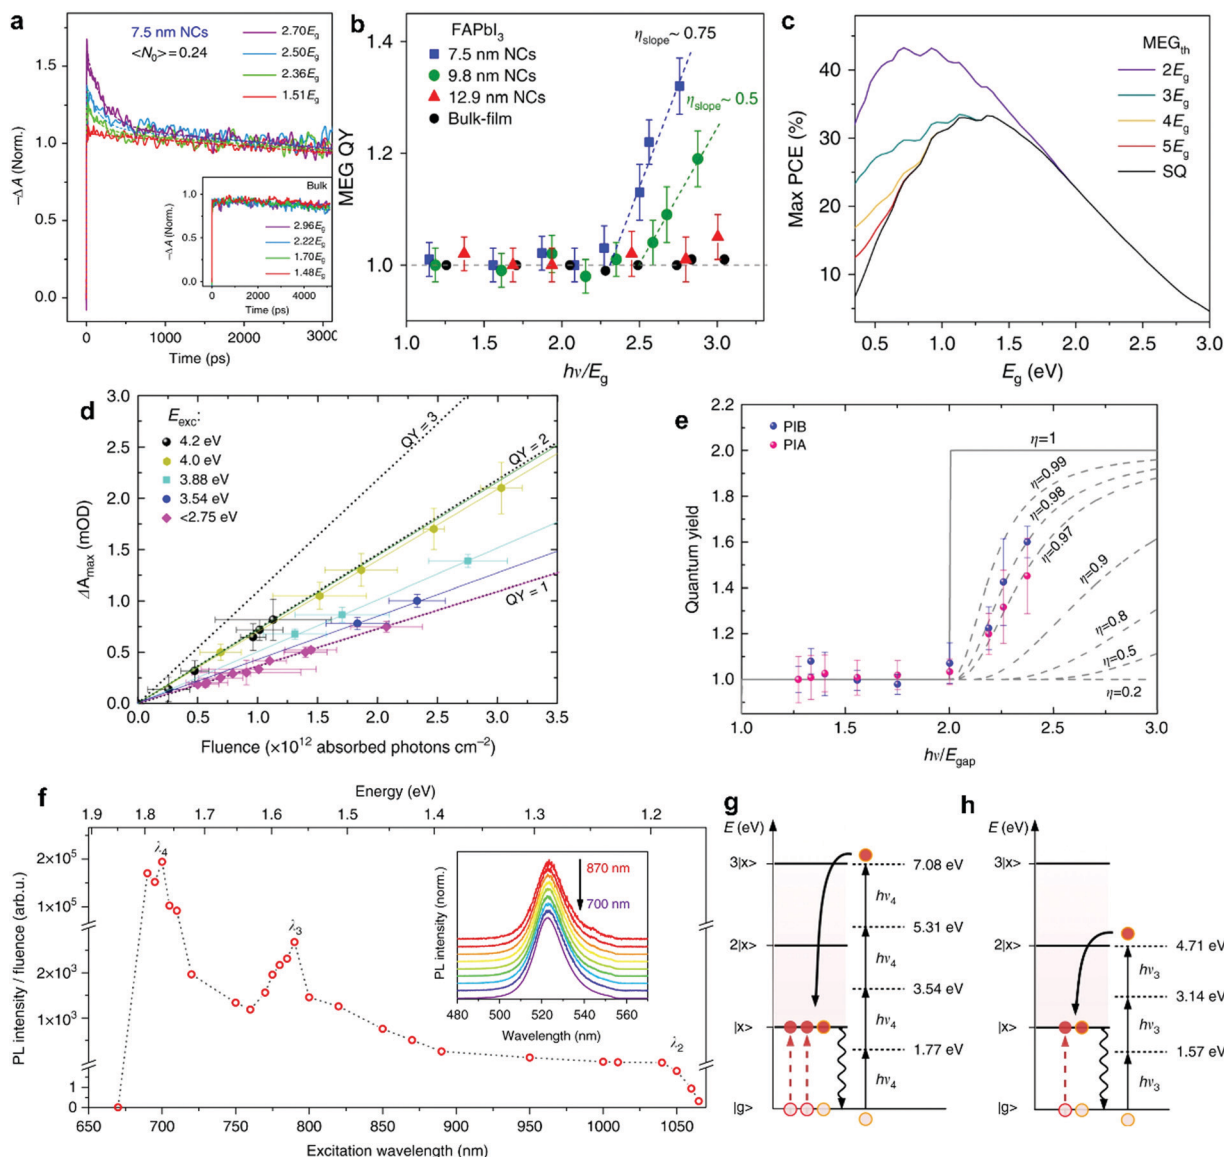 a
7.5 nm NCs
<N₀> = 0.24
2.70Eg
2.50Eg
2.36Eg
1.51Eg
1.5
1.0
0.5
0.0
−Δ A (Norm.)
0
1000
2000
3000
Time (ps)
Bulk
1.0
0.5
0.0
−ΔA (Norm.)
2.96Eg
2.22Eg
1.70Eg
1.48Eg
0
2000
4000
Time (ps)
b
FAPbI₃
7.5 nm NCs
9.8 nm NCs
12.9 nm NCs
Bulk-film
ηslope~ 0.75
ηslope~ 0.5
1.4
1.2
1.0
MEG QY
1.0
1.5
2.0
2.5
3.0
hν/Eg
c
MEGth
2Eg
3Eg
4Eg
5Eg
SQ
40
30
20
10
Max PCE (%)
0.5
1.0
1.5
2.0
2.5
3.0
Eg (eV)
d
Eexc:
4.2 eV
4.0 eV
3.88 eV
3.54 eV
<2.75 eV
QY = 3
QY = 2
QY = 1
3.0
2.5
2.0
1.5
1.0
0.5
0.0
ΔAmax (mOD)
0.0
0.5
1.0
1.5
2.0
2.5
3.0
3.5
Fluence (×10¹² absorbed photons cm⁻²)
e
PIB
PIA
η=1
η=0.99
η=0.98
η=0.97
η=0.9
η=0.8
η=0.5
η=0.2
2.2
2.0
1.8
1.6
1.4
1.2
1.0
Quantum yield
1.0
1.5
2.0
2.5
3.0
hν/Egap
f
Energy (eV)
1.9
1.8
1.7
1.6
1.5
1.4
1.3
1.2
λ₄
λ₃
λ₂
2×10⁵
1×10⁵
2×10³
1×10³
1
0
PL intensity / fluence (arb.u.)
650
700
750
800
850
900
950
1000
1050
Excitation wavelength (nm)
870 nm
700 nm
PL intensity (norm.)
480
500
520
540
560
Wavelength (nm)
g
E (eV)
3|x>
2|x>
|x>
|g>
7.08 eV
5.31 eV
3.54 eV
1.77 eV
hν₄
hν₄
hν₄
hν₄
h
E (eV)
3|x>
2|x>
|x>
|g>
4.71 eV
3.14 eV
1.57 eV
hν₃
hν₃
hν₃